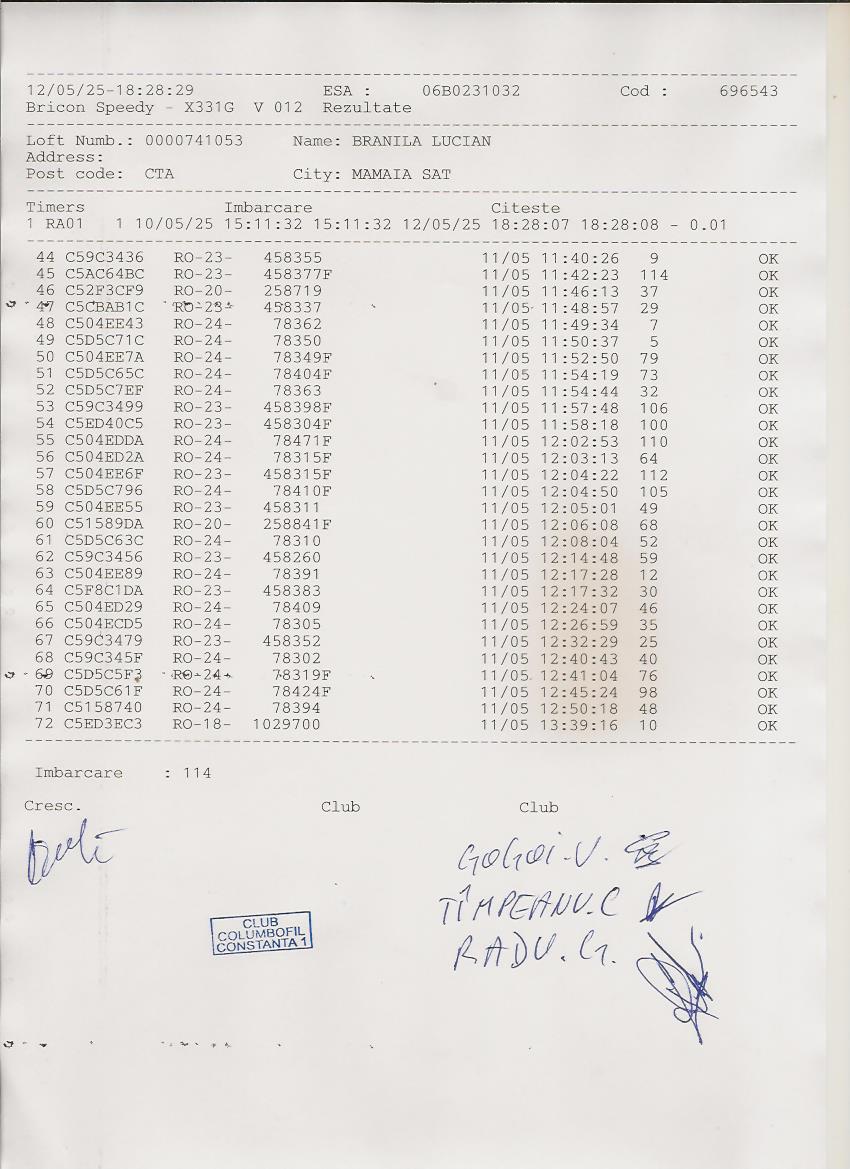 12/05/25-18:28:29 ESA : 06B0231032 Cod : 696543
Bricon Speedy - X331G V 012 Rezultate
Loft Numb.: 0000741053 Name: BRANILA LUCIAN
Address:
Post code: CTA City: MAMAIA SAT
Timers Imbarcare Citeste
1 RA01 1 10/05/25 15:11:32 15:11:32 12/05/25 18:28:07 18:28:08 - 0.01
44 C59C3436 RO-23- 458355 11/05 11:40:26 9 OK
45 C5AC64BC RO-23- 458377F 11/05 11:42:23 114 OK
46 C52F3CF9 RO-20- 258719 11/05 11:46:13 37 OK
47 C5CBAB1C RO-23- 458337 11/05 11:48:57 29 OK
48 C504EE43 RO-24- 78362 11/05 11:49:34 7 OK
49 C5D5C71C RO-24- 78350 11/05 11:50:37 5 OK
50 C504EE7A RO-24- 78349F 11/05 11:52:50 79 OK
51 C5D5C65C RO-24- 78404F 11/05 11:54:19 73 OK
52 C5D5C7EF RO-24- 78363 11/05 11:54:44 32 OK
53 C59C3499 RO-23- 458398F 11/05 11:57:48 106 OK
54 C5ED40C5 RO-23- 458304F 11/05 11:58:18 100 OK
55 C504EDDA RO-24- 78471F 11/05 12:02:53 110 OK
56 C504ED2A RO-24- 78315F 11/05 12:03:13 64 OK
57 C504EE6F RO-23- 458315F 11/05 12:04:22 112 OK
58 C5D5C796 RO-24- 78410F 11/05 12:04:50 105 OK
59 C504EE55 RO-23- 458311 11/05 12:05:01 49 OK
60 C51589DA RO-20- 258841F 11/05 12:06:08 68 OK
61 C5D5C63C RO-24- 78310 11/05 12:08:04 52 OK
62 C59C3456 RO-23- 458260 11/05 12:14:48 59 OK
63 C504EE89 RO-24- 78391 11/05 12:17:28 12 OK
64 C5F8C1DA RO-23- 458383 11/05 12:17:32 30 OK
65 C504ED29 RO-24- 78409 11/05 12:24:07 46 OK
66 C504ECD5 RO-24- 78305 11/05 12:26:59 35 OK
67 C59C3479 RO-23- 458352 11/05 12:32:29 25 OK
68 C59C345F RO-24- 78302 11/05 12:40:43 40 OK
69 C5D5C5F3 RO-24- 78319F 11/05 12:41:04 76 OK
70 C5D5C61F RO-24- 78424F 11/05 12:45:24 98 OK
71 C5158740 RO-24- 78394 11/05 12:50:18 48 OK
72 C5ED3EC3 RO-18- 1029700 11/05 13:39:16 10 OK
Imbarcare : 114
Cresc. Club Club
GOGOI.V.
TÎMPEANU.C
RADU.G.
CLUB
COLUMBOFIL
CONSTANTA 1